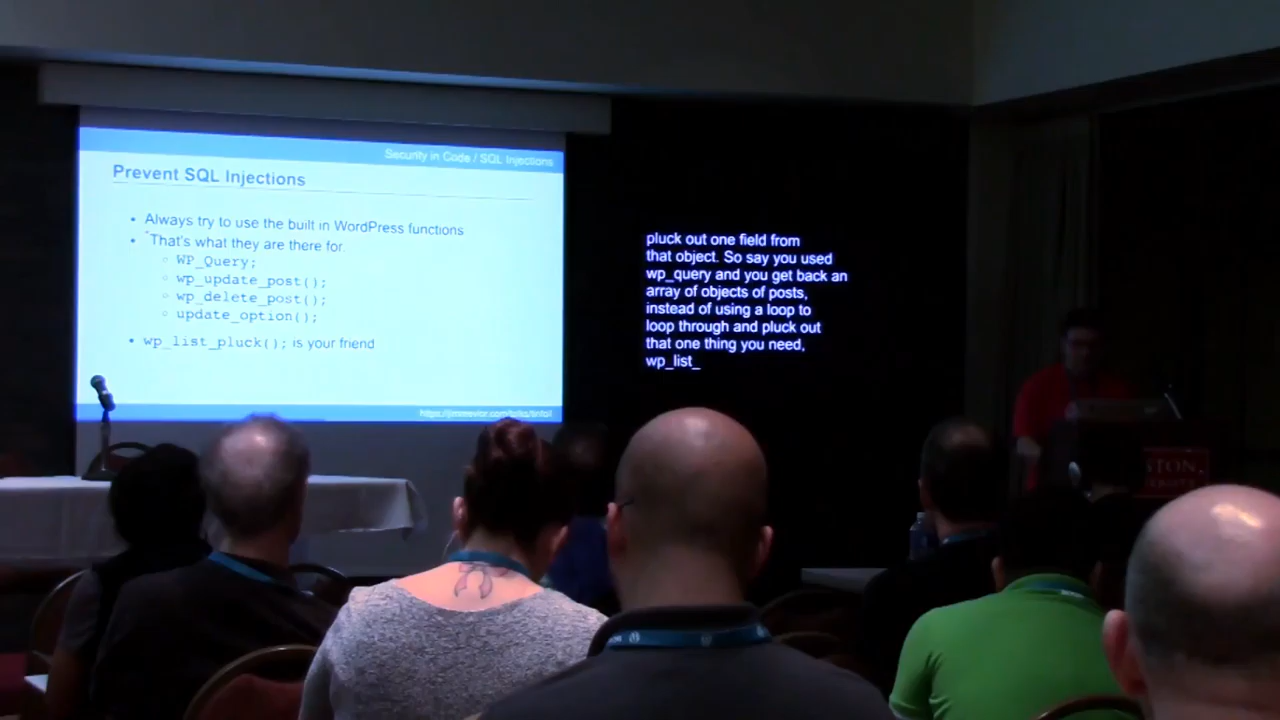 Security in Code / SQL Injections
Prevent SQL Injections
• Always try to use the built in WordPress functions
• That's what they are there for.
○ WP_Query;
○ wp_update_post();
○ wp_delete_post();
○ update_option();
• wp_list_pluck(); is your friend
pluck out one field from
that object. So say you used
wp_query and you get back an
array of objects of posts,
instead of using a loop to
loop through and pluck out
that one thing you need,
wp_list_